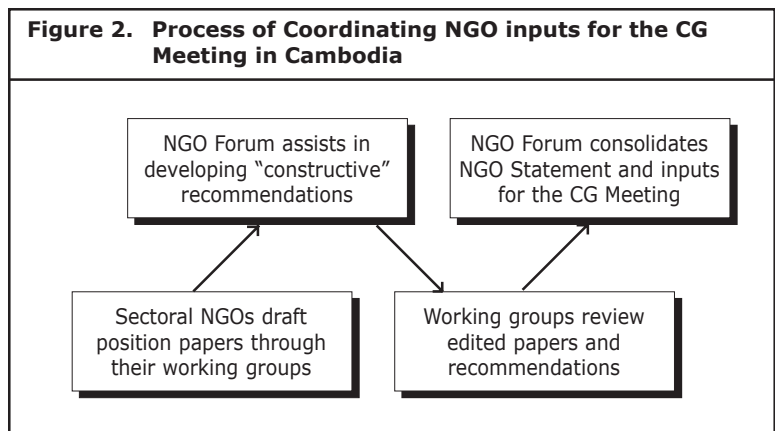 Figure 2. Process of Coordinating NGO inputs for the CG
Meeting in Cambodia
NGO Forum assists in
developing “constructive”
recommendations
NGO Forum consolidates
NGO Statement and inputs
for the CG Meeting
Sectoral NGOs draft
position papers through
their working groups
Working groups review
edited papers and
recommendations